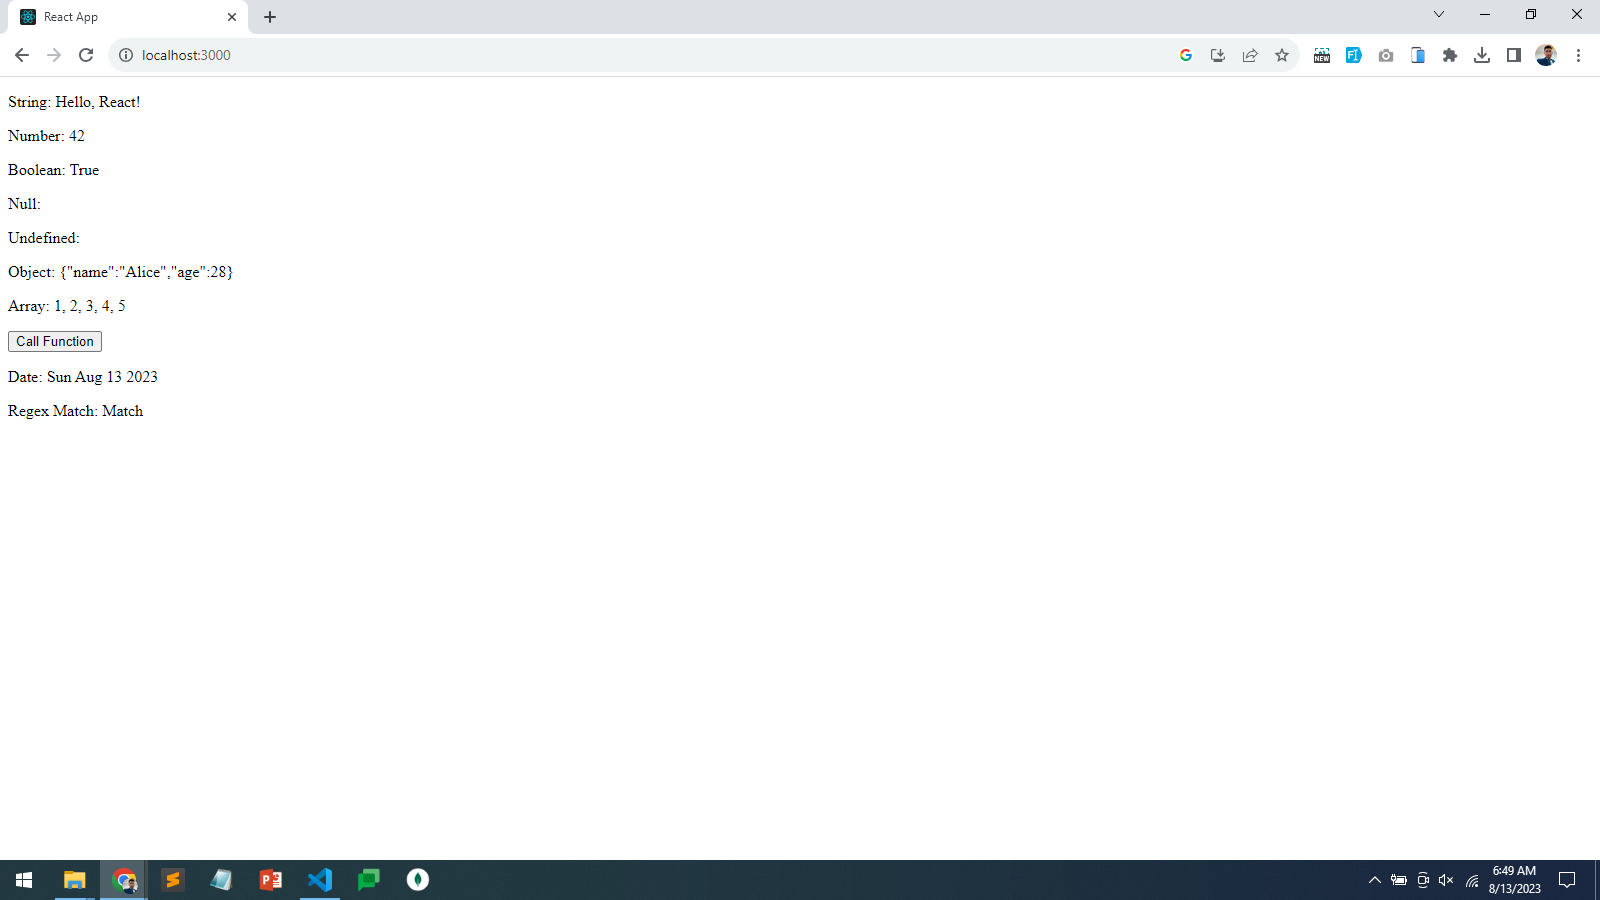 React App
localhost:3000
String: Hello, React!
Number: 42
Boolean: True
Null:
Undefined:
Object: {"name":"Alice","age":28}
Array: 1, 2, 3, 4, 5
Call Function
Date: Sun Aug 13 2023
Regex Match: Match
6:49 AM
8/13/2023